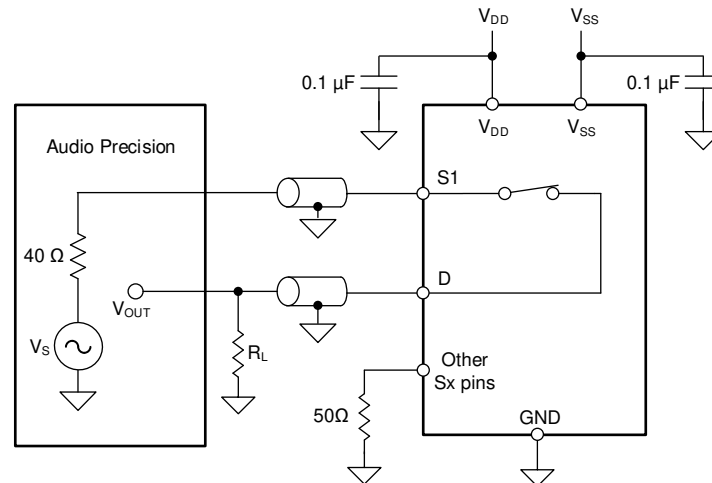 V_DD
V_SS
0.1 µF
0.1 µF
V_DD
V_SS
Audio Precision
S1
40 Ω
D
V_OUT
V_S
R_L
Other
Sx pins
50Ω
GND